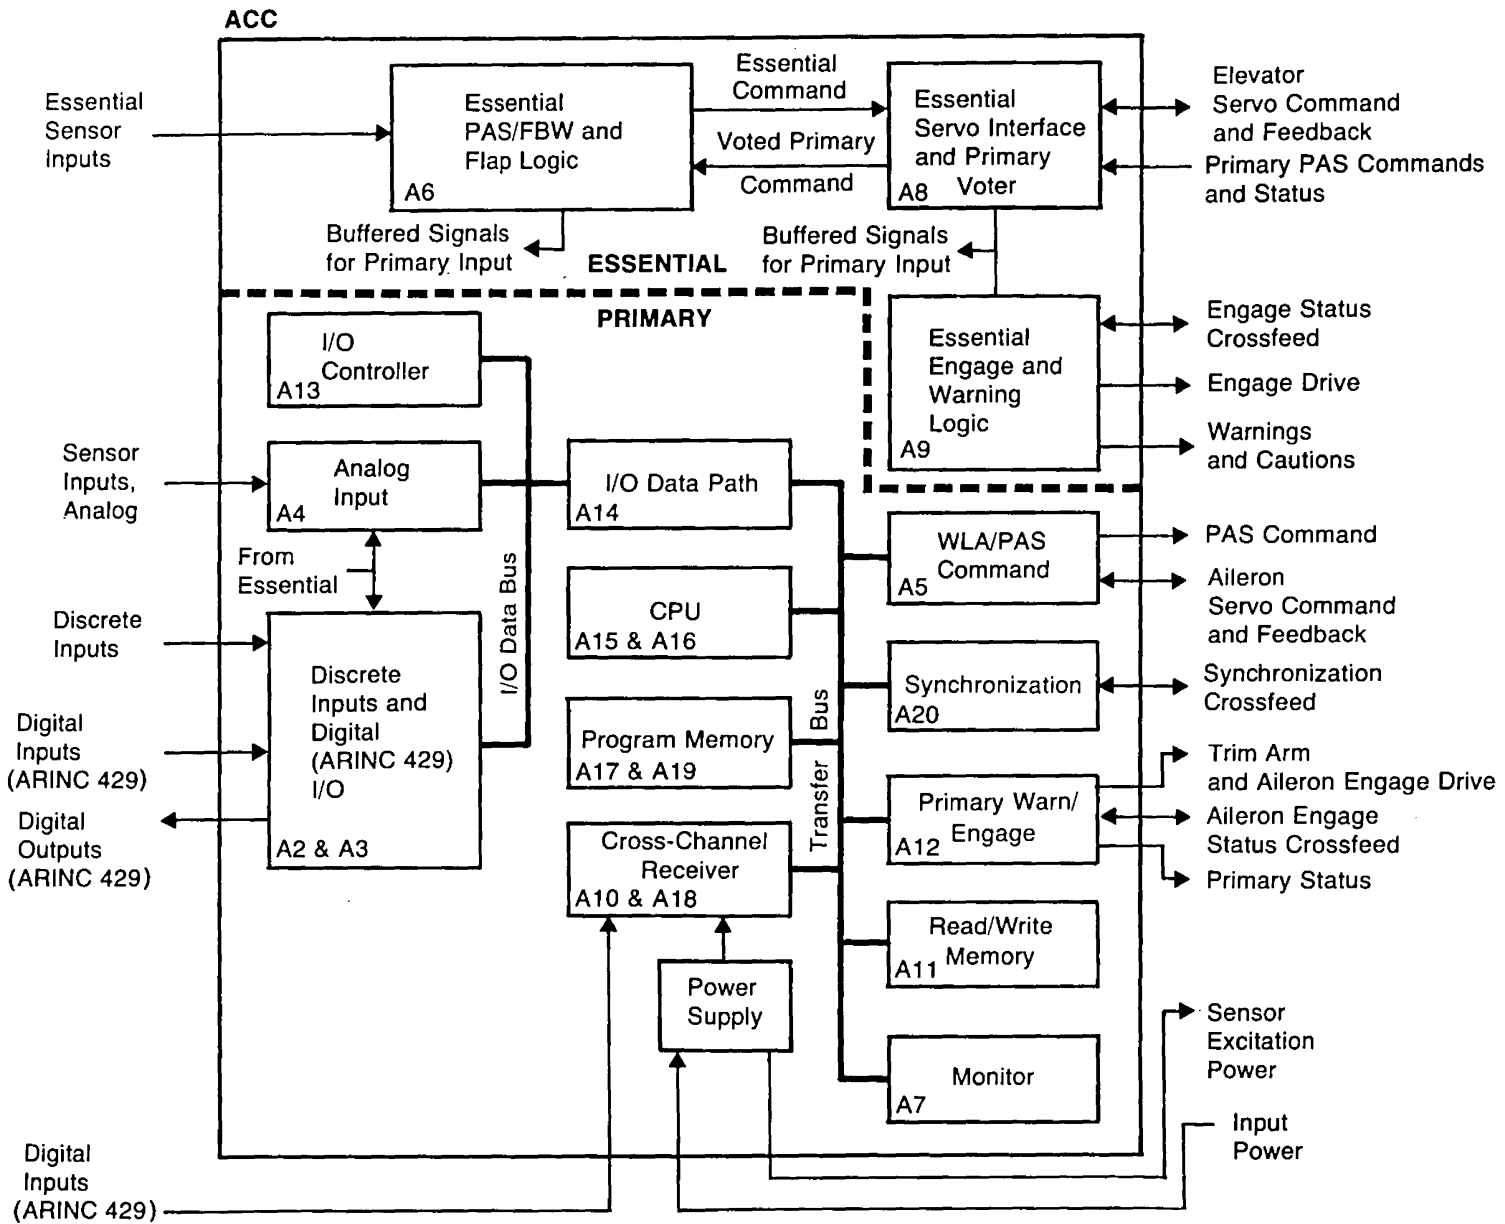 ACC
Essential
Sensor
Inputs
Essential
PAS/FBW and
Flap Logic
A6
Essential
Command
Voted Primary
Command
Essential
Servo Interface
and Primary
Voter
A8
Elevator
Servo Command
and Feedback
Primary PAS Commands
and Status
Buffered Signals
for Primary Input
ESSENTIAL
Buffered Signals
for Primary Input
PRIMARY
I/O
Controller
A13
Essential
Engage and
Warning
Logic
A9
Engage Status
Crossfeed
Engage Drive
Warnings
and Cautions
Sensor
Inputs,
Analog
Analog
Input
A4
I/O Data Path
A14
From
Essential
I/O Data Bus
WLA/PAS
Command
A5
PAS Command
Aileron
Servo Command
and Feedback
CPU
A15 & A16
Discrete
Inputs
Discrete
Inputs and
Digital
(ARINC 429)
I/O
A2 & A3
Synchronization
A20
Synchronization
Crossfeed
Digital
Inputs
(ARINC 429)
Program Memory
A17 & A19
Transfer Bus
Primary Warn/
Engage
A12
Trim Arm
and Aileron Engage Drive
Aileron Engage
Status Crossfeed
Primary Status
Digital
Outputs
(ARINC 429)
Cross-Channel
Receiver
A10 & A18
Read/Write
Memory
A11
Power
Supply
Sensor
Excitation
Power
Monitor
A7
Input
Power
Digital
Inputs
(ARINC 429)